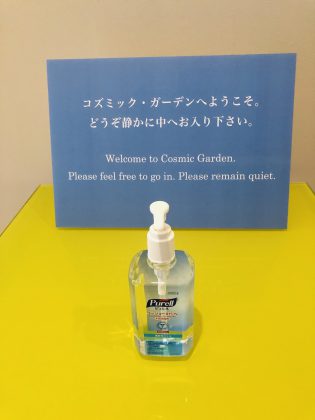 コズミック・ガーデンへようこそ。
どうぞ静かに中へお入り下さい。
Welcome to Cosmic Garden.
Please feel free to go in. Please remain quiet.
Purell